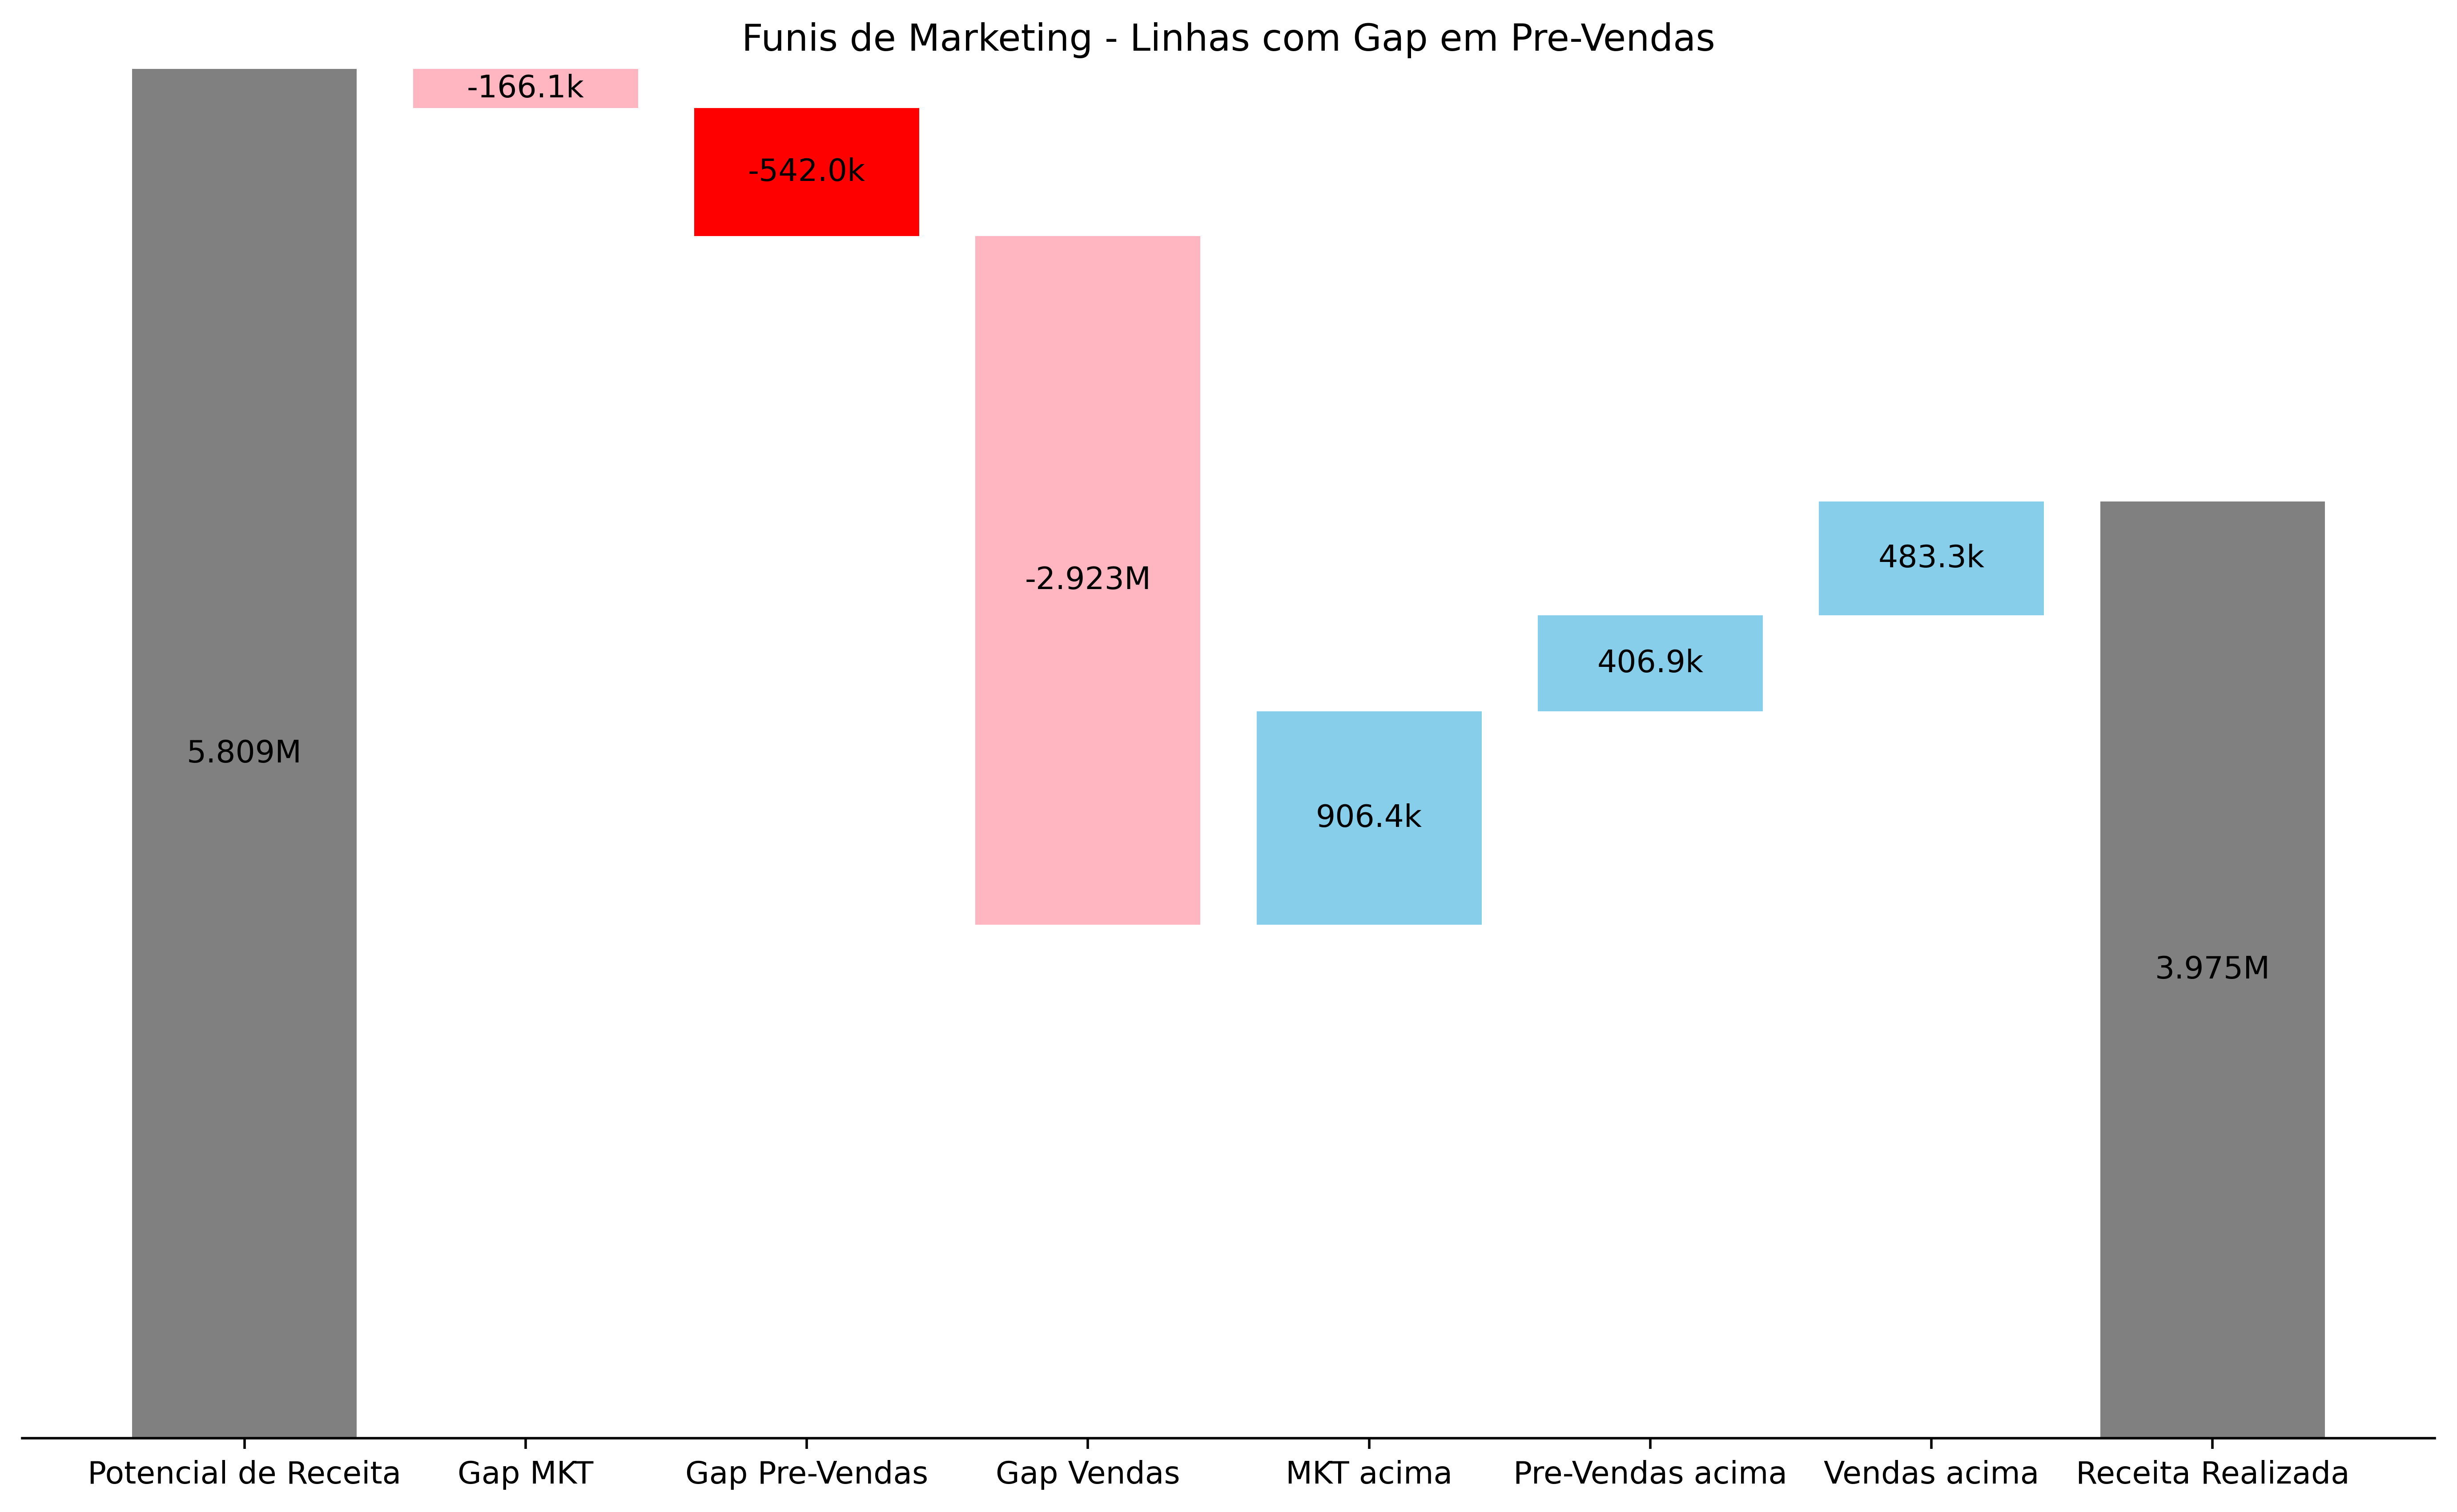 Funis de Marketing - Linhas com Gap em Pre-Vendas
-166.1k
-542.0k
483.3k
-2.923M
406.9k
5.809M
906.4k
3.975M
Potencial de Receita
Gap MKT
Gap Pre-Vendas
Gap Vendas
MKT acima
Pre-Vendas acima
Vendas acima
Receita Realizada